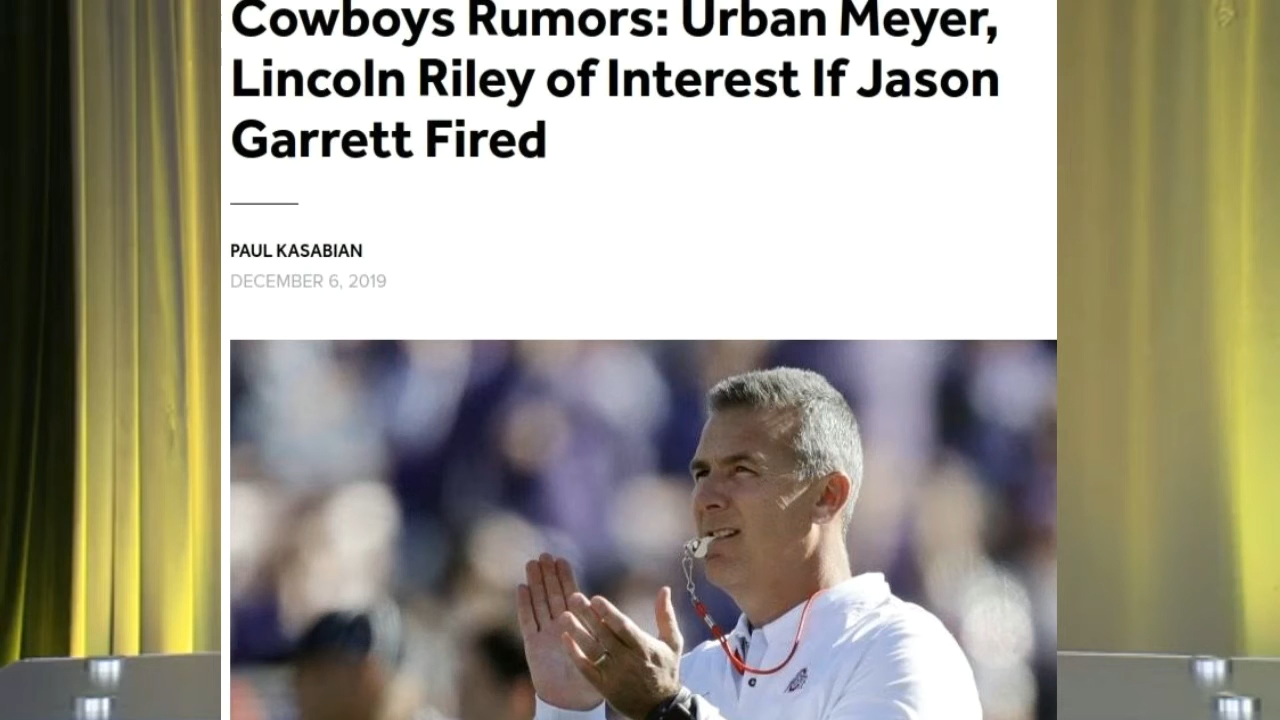 Cowboys Rumors: Urban Meyer,
Lincoln Riley of Interest If Jason
Garrett Fired
PAUL KASABIAN
DECEMBER 6, 2019